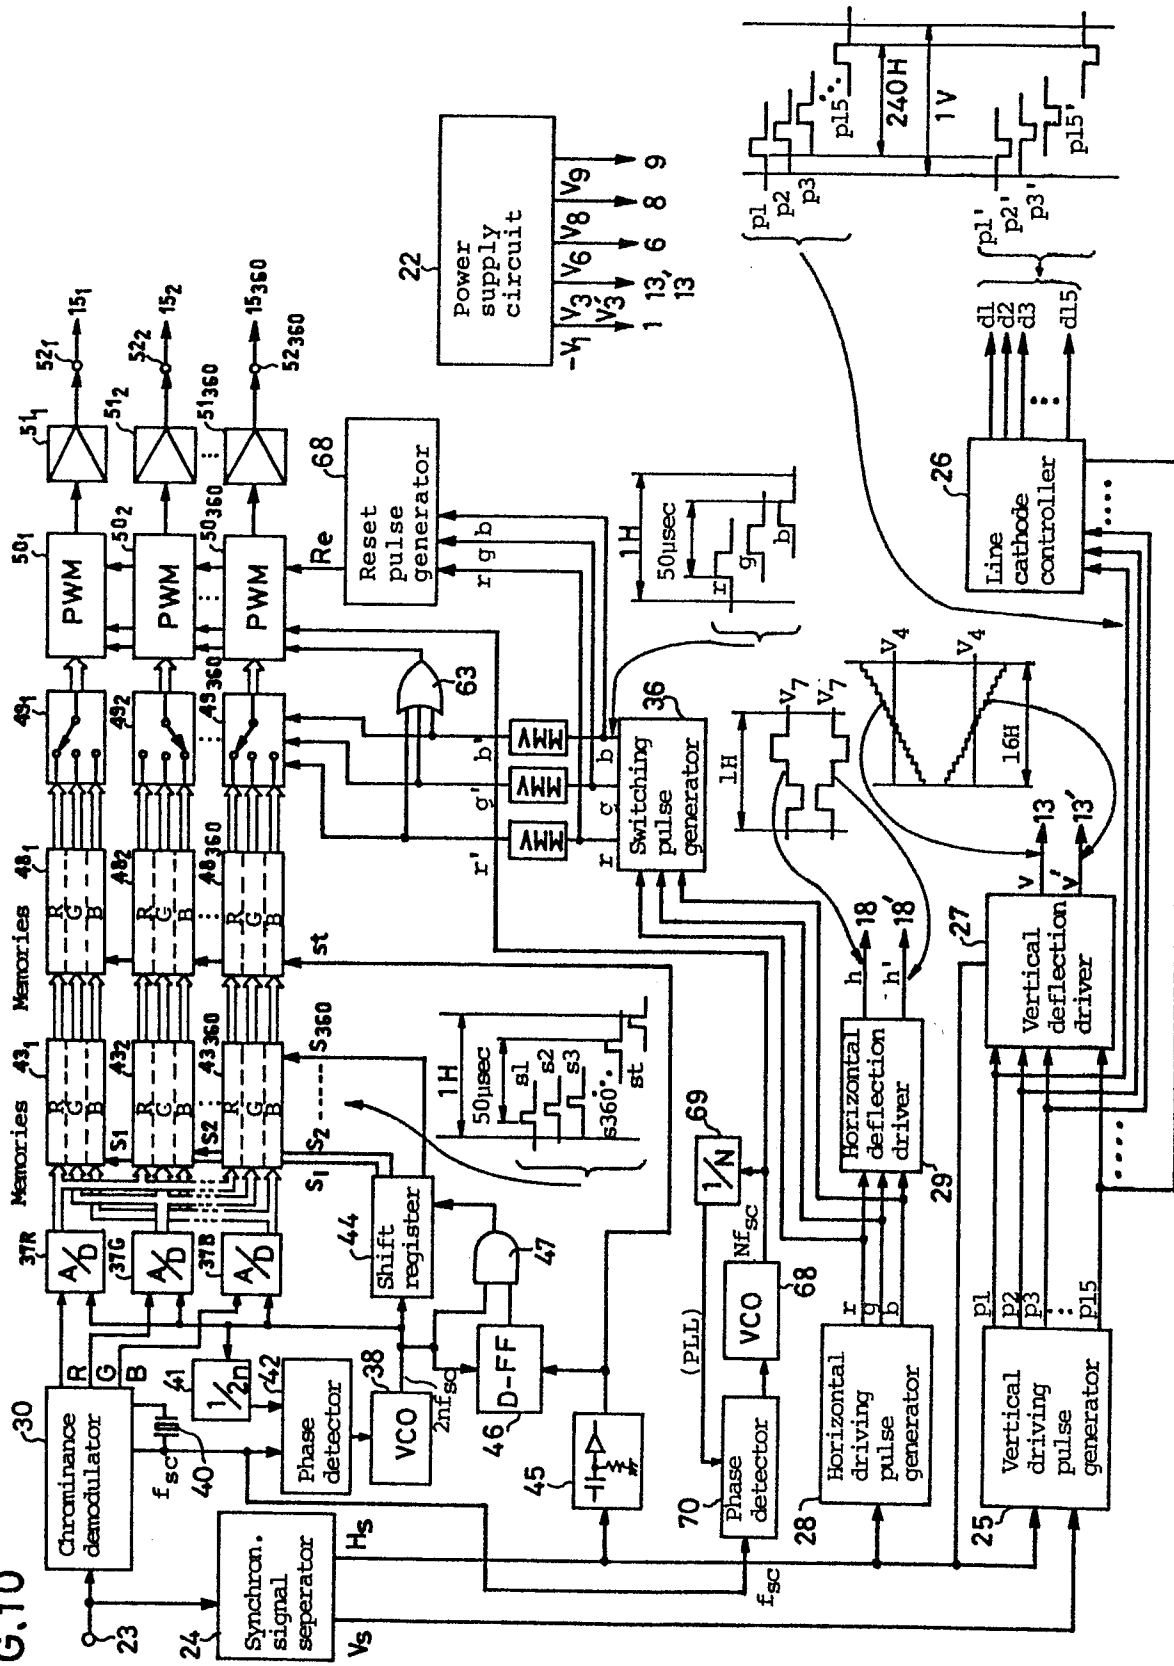 G.10
23
30
Chrominance
demodulator
R
G
B
fsc
40
24
Synchron.
signal
seperator
Hs
Vs
37R
A/D
37G
A/D
37B
A/D
41
1/2n
42
Phase
detector
38
VCO
2nfsc
44
Shift
register
46
D-FF
47
45
Memories
43₁
R
G
B
S1
43₂
R
G
B
S2
43₃₆₀
R
G
B
S₁
S₂
S₃₆₀
Memories
48₁
R
G
B
48₂
R
G
B
48₃₆₀
R
G
B
st
49₁
49₂
49₃₆₀
50₁
PWM
50₂
PWM
50₃₆₀
PWM
51₁
51₂
51₃₆₀
52₁
15₁
52₂
15₂
52₃₆₀
15₃₆₀
1H
50μsec
s1
s2
s3
s360
st
r'
g'
b'
MMV
MMV
MMV
r
g
b
63
Re
68
Reset
pulse
generator
r
g
b
36
Switching
pulse
generator
1H
50μsec
r
g
b
22
Power
supply
circuit
-V₁
V₃
V₃'
V₆
V₈
V₉
1
13,
13'
6
8
9
70
Phase
detector
fsc
(PLL)
68
VCO
Nfsc
69
1/N
28
Horizontal
driving
pulse
generator
r
g
b
29
Horizontal
deflection
driver
h
18
h'
18'
1H
V₇
V₇
25
Vertical
driving
pulse
generator
p1
p2
p3
p15
27
Vertical
deflection
driver
v
13
v'
13'
16H
V₄
V₄
26
Line
cathode
controller
d1
d2
d3
d15
p1
p2
p3
p15
240H
1V
p1'
p2'
p3'
p15'